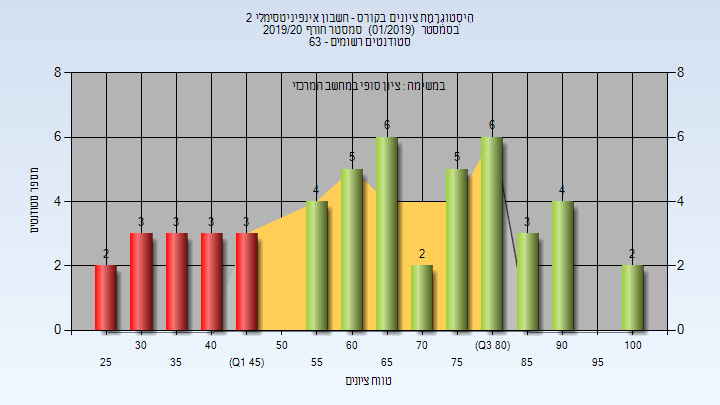 היסטוגרמת ציונים בקורס - חשבון אינפיניטסימלי 2
בסמסטר (01/2019) סמסטר חורף 2019/20
סטודנטים רשומים - 63
במשימה : ציון סופי במחשב המרכזי
מספר סטודנטים
8 8
6 6
4 4
2 2
0 0
2 3 3 3 3 4 5 6 2 5 6 3 4 2
30 40 50 60 70 (Q3 80) 90 100
25 35 (Q1 45) 55 65 75 85 95
טווח ציונים